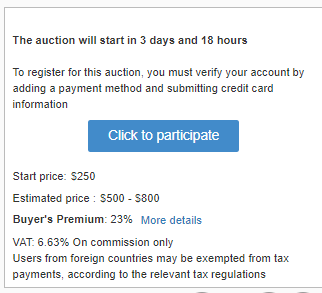 The auction will start in 3 days and 18 hours
To register for this auction, you must verify your account by
adding a payment method and submitting credit card
information
Click to participate
Start price: $250
Estimated price : $500 - $800
Buyer's Premium: 23% More details
VAT: 6.63% On commission only
Users from foreign countries may be exempted from tax
payments, according to the relevant tax regulations